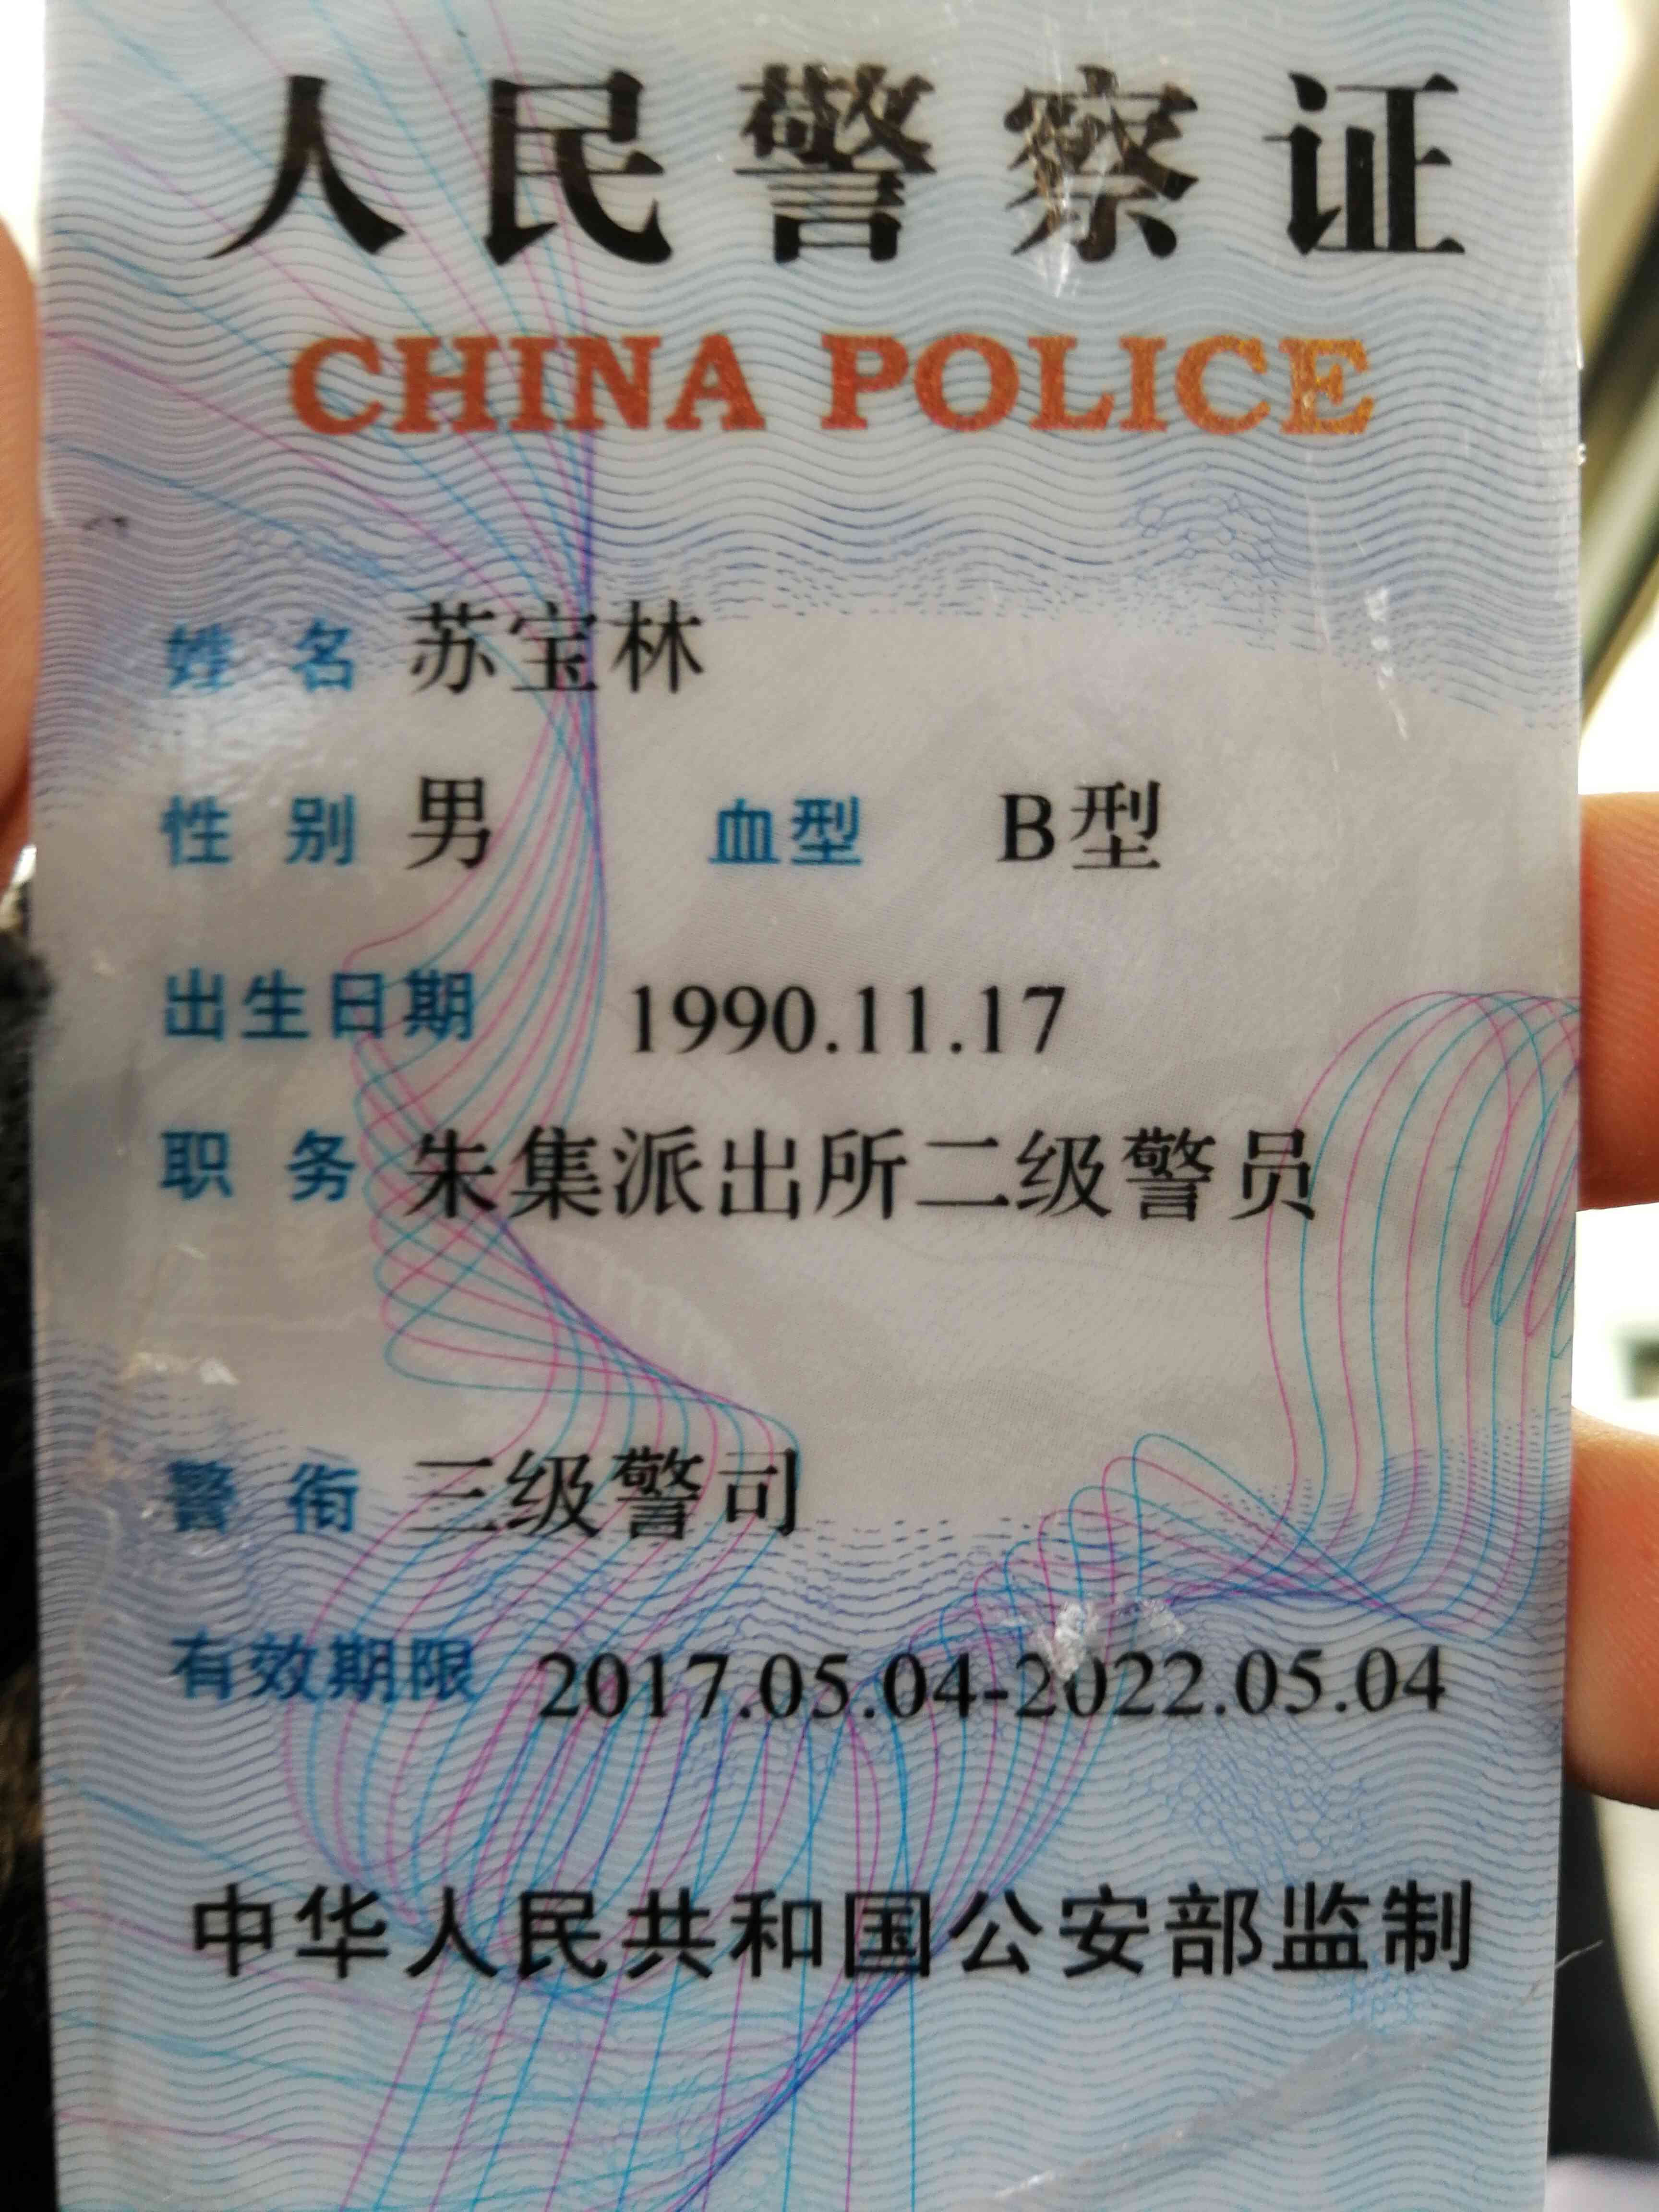 人民警察证
CHINA POLICE
姓名 苏宝林
性别 男 血型 B型
出生日期 1990.11.17
职务 朱集派出所二级警员
警衔 三级警司
有效期限 2017.05.04-2022.05.04
中华人民共和国公安部监制